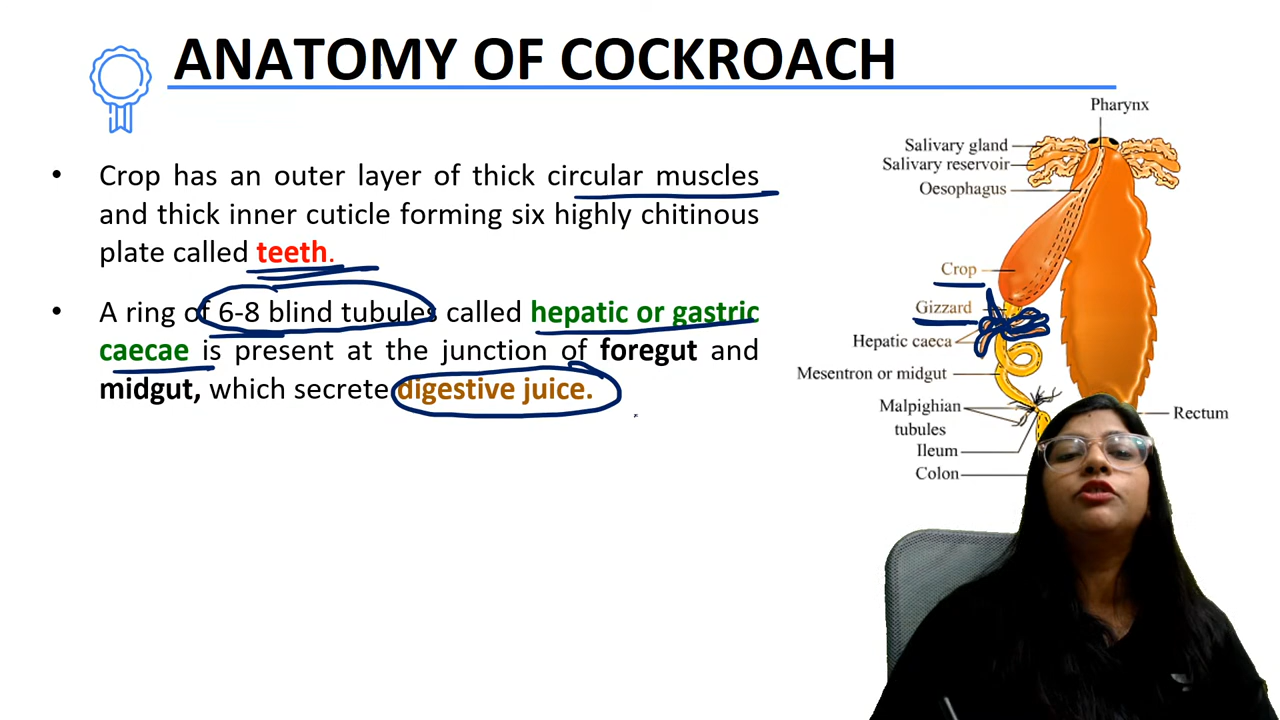 ANATOMY OF COCKROACH
• Crop has an outer layer of thick circular muscles
and thick inner cuticle forming six highly chitinous
plate called teeth.
• A ring of 6-8 blind tubules called hepatic or gastric
caecae is present at the junction of foregut and
midgut, which secrete digestive juice.
Pharynx
Salivary gland
Salivary reservoir
Oesophagus
Crop
Gizzard
Hepatic caeca
Mesentron or midgut
Malpighian
tubules
Rectum
Ileum
Colon